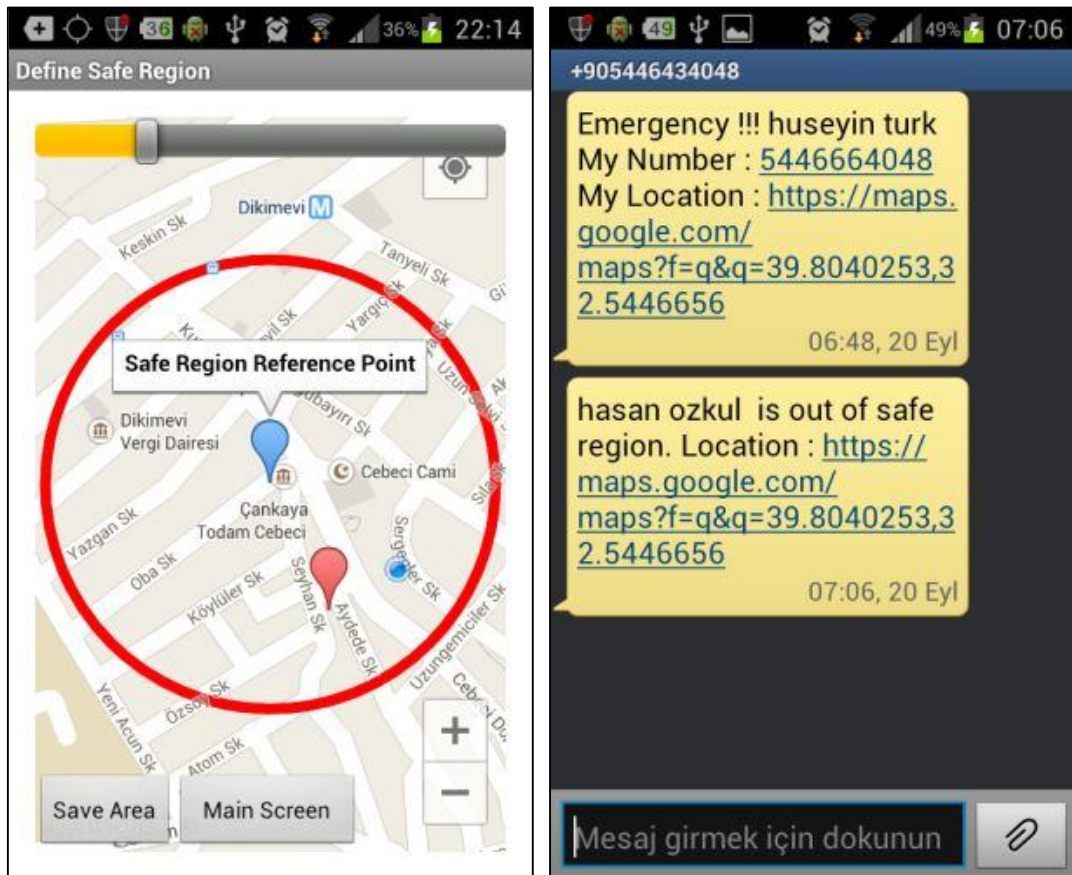 36
36%
22:14
Define Safe Region
Dikimevi M
Keskin Sk
Tanyeli Sk
Yargıç Sk
Safe Region Reference Point
Uzun
Dikimevi
Vergi Dairesi
Cebeci Cami
Çankaya
Todam Cebeci
Yazgan Sk
Oba Sk
Köylüler Sk
Seyhan Sk
Aydede Sk
Uzungemiciler Sk
Özsoy Sk
Yeni Acun Sk
Atom Sk
+
−
Save Area
Main Screen
49
49%
07:06
+905446434048
Emergency !!! huseyin turk
My Number : 5446664048
My Location : https://maps.
google.com/
maps?f=q&q=39.8040253,3
2.5446656
06:48, 20 Eyl
hasan ozkul is out of safe
region. Location : https://
maps.google.com/
maps?f=q&q=39.8040253,3
2.5446656
07:06, 20 Eyl
Mesaj girmek için dokunun